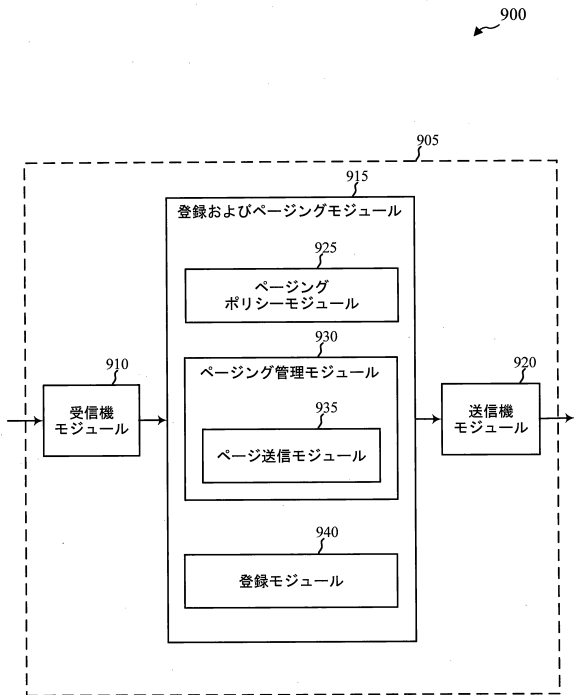 900
905
915
登録およびページングモジュール
925
ページング
ポリシーモジュール
930
ページング管理モジュール
935
ページ送信モジュール
940
登録モジュール
910
受信機
モジュール
920
送信機
モジュール